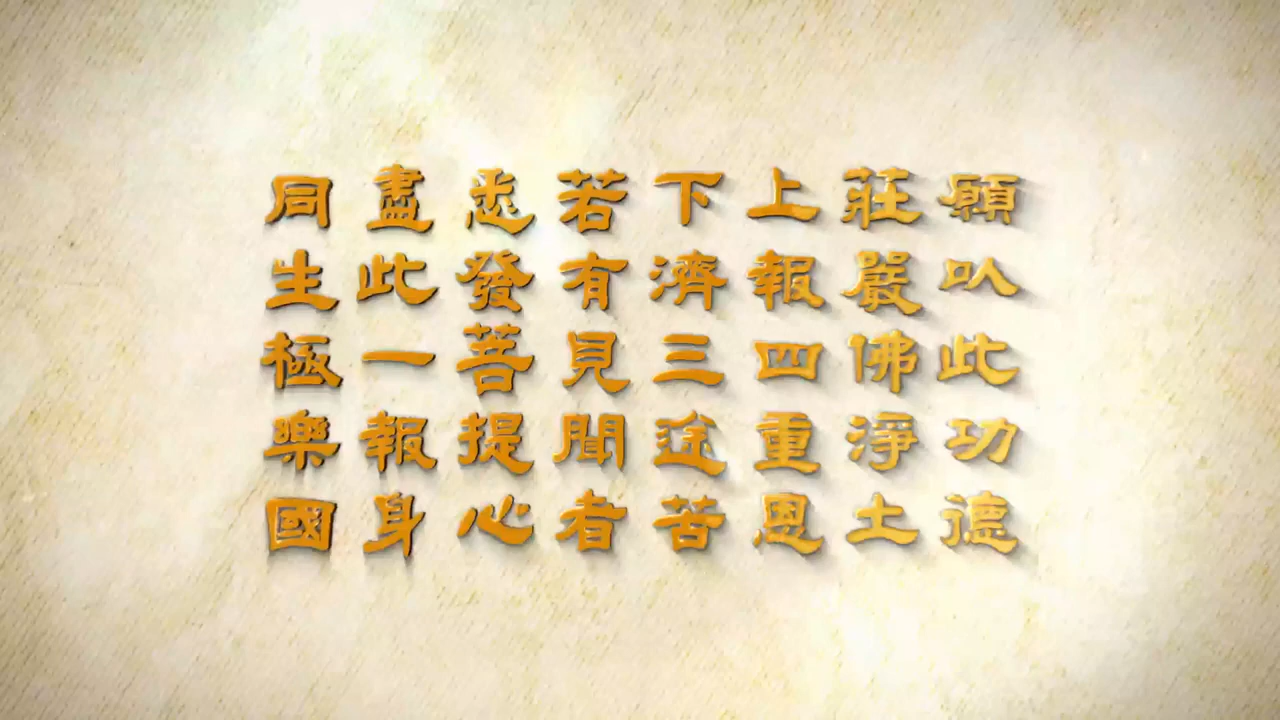 願㕥此功德
莊嚴佛淨土
上報四重恩
下濟三途苦
若有見聞者
悉發菩提心
盡此一報身
同生極樂國